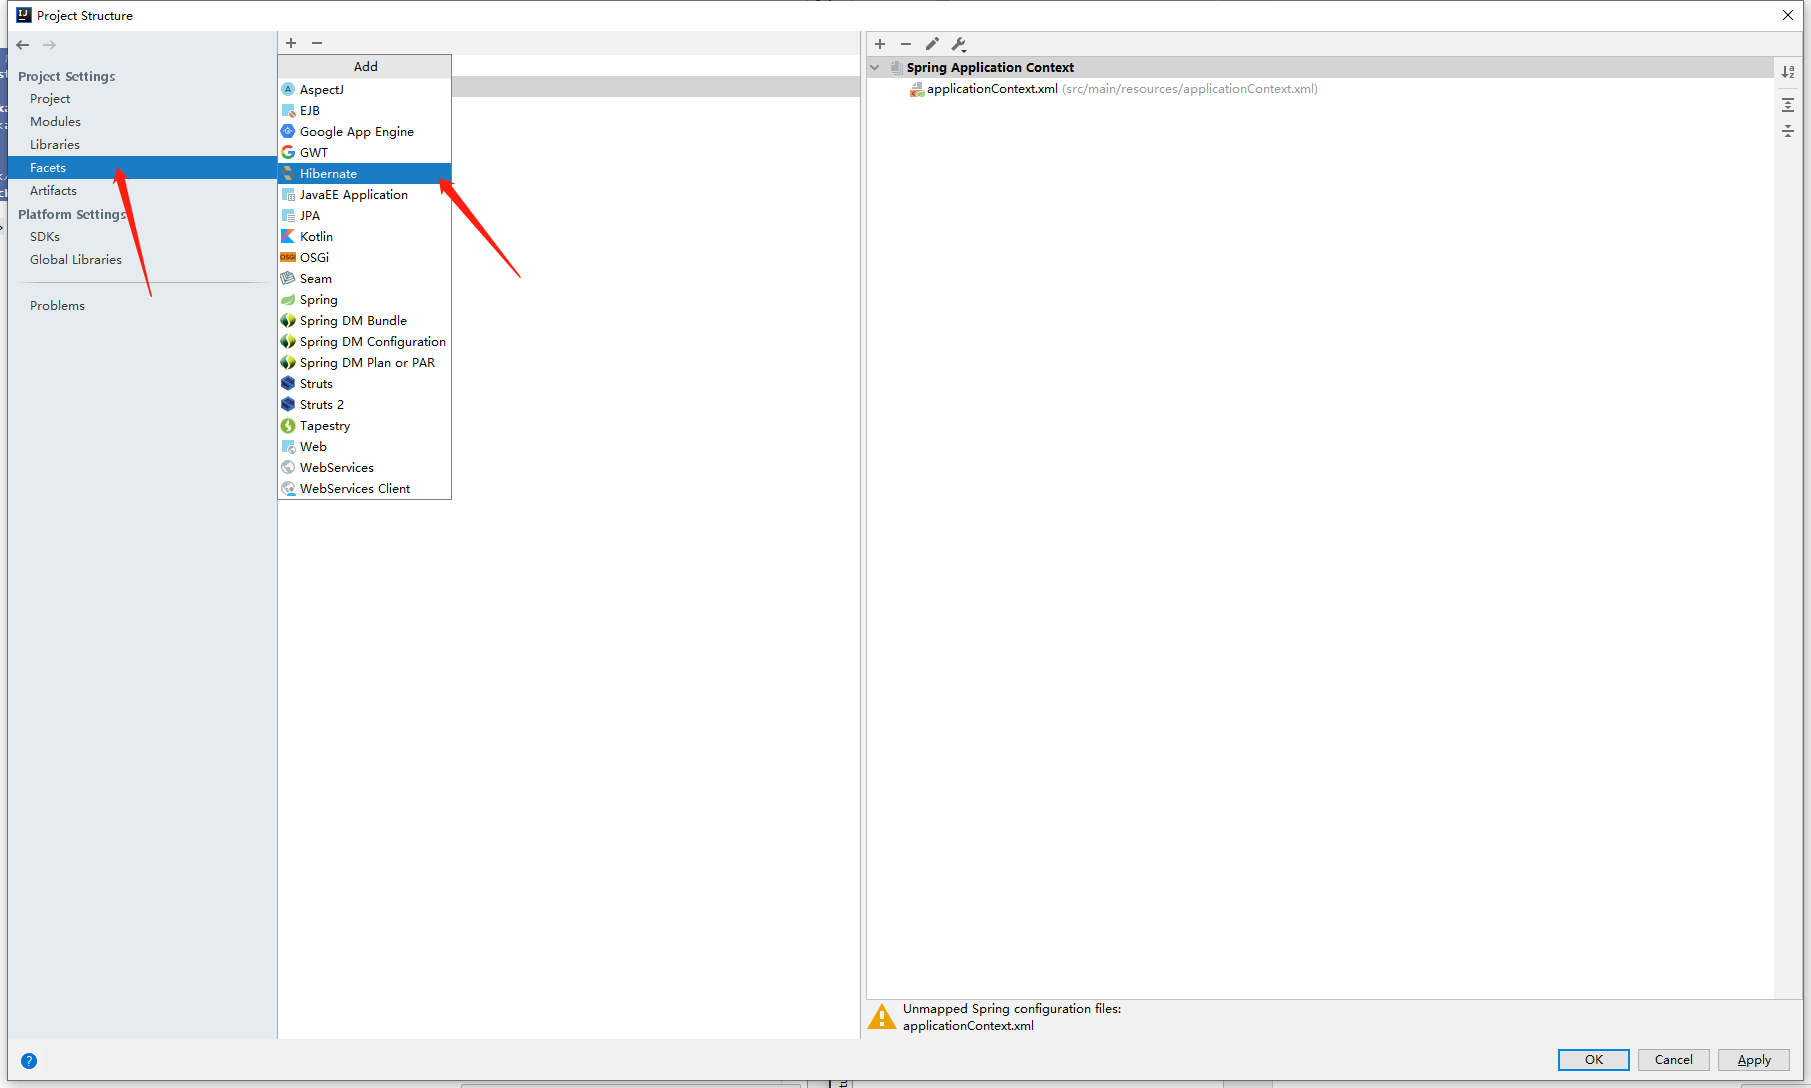 Project Structure
Project Settings
Project
Modules
Libraries
Facets
Artifacts
Platform Settings
SDKs
Global Libraries
Problems
Add
AspectJ
EJB
Google App Engine
GWT
Hibernate
JavaEE Application
JPA
Kotlin
OSGi
Seam
Spring
Spring DM Bundle
Spring DM Configuration
Spring DM Plan or PAR
Struts
Struts 2
Tapestry
Web
WebServices
WebServices Client
Spring Application Context
applicationContext.xml (src/main/resources/applicationContext.xml)
Unmapped Spring configuration files:
applicationContext.xml
OK
Cancel
Apply